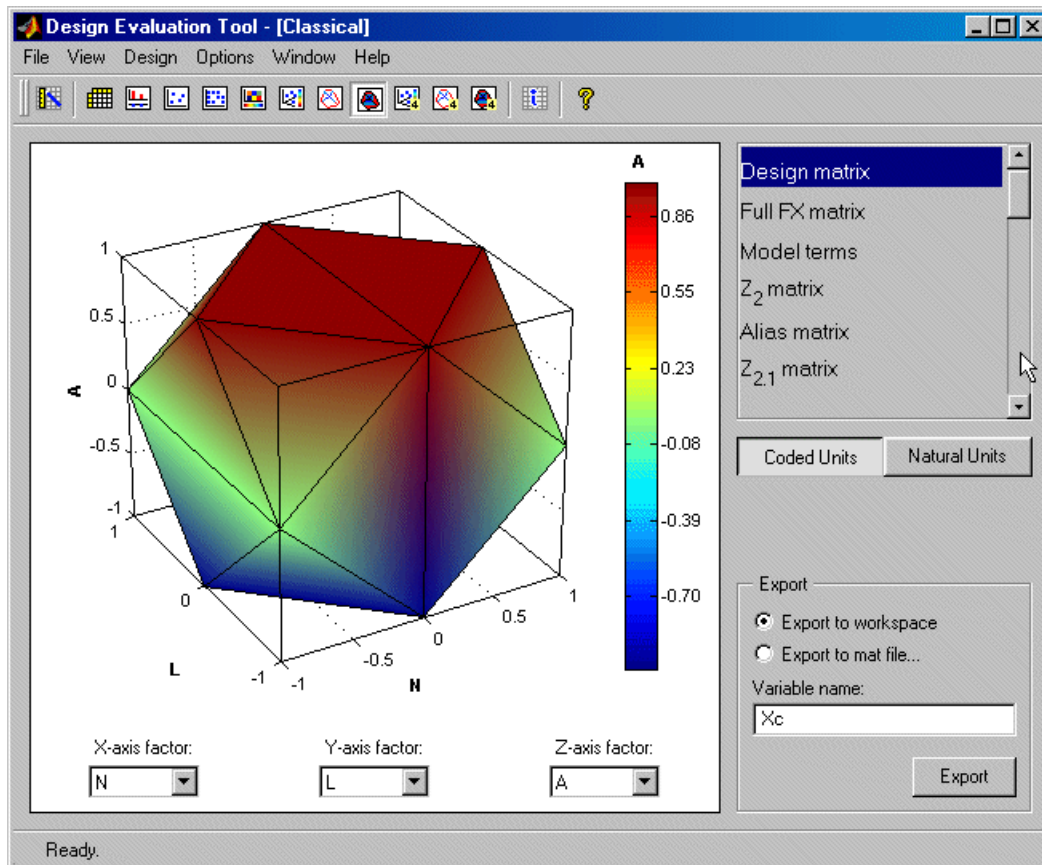 Design Evaluation Tool - [Classical]
File View Design Options Window Help
4 4 4 i ?
A
1
0.5
0
-0.5
-1
A
1
0
-1
L
-1
-0.5
0
0.5
1
N
0.86
0.55
0.23
-0.08
-0.39
-0.70
X-axis factor: Y-axis factor: Z-axis factor:
N L A
Design matrix
Full FX matrix
Model terms
Z2 matrix
Alias matrix
Z2.1 matrix
Coded Units Natural Units
Export
Export to workspace
Export to mat file...
Variable name:
Xc
Export
Ready.